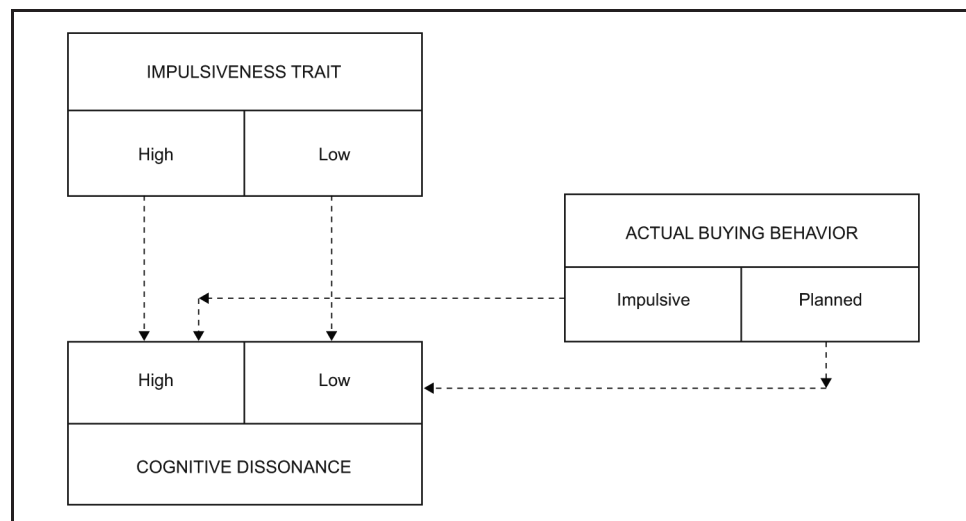 IMPULSIVENESS TRAIT
High
Low
ACTUAL BUYING BEHAVIOR
Impulsive
Planned
High
Low
COGNITIVE DISSONANCE